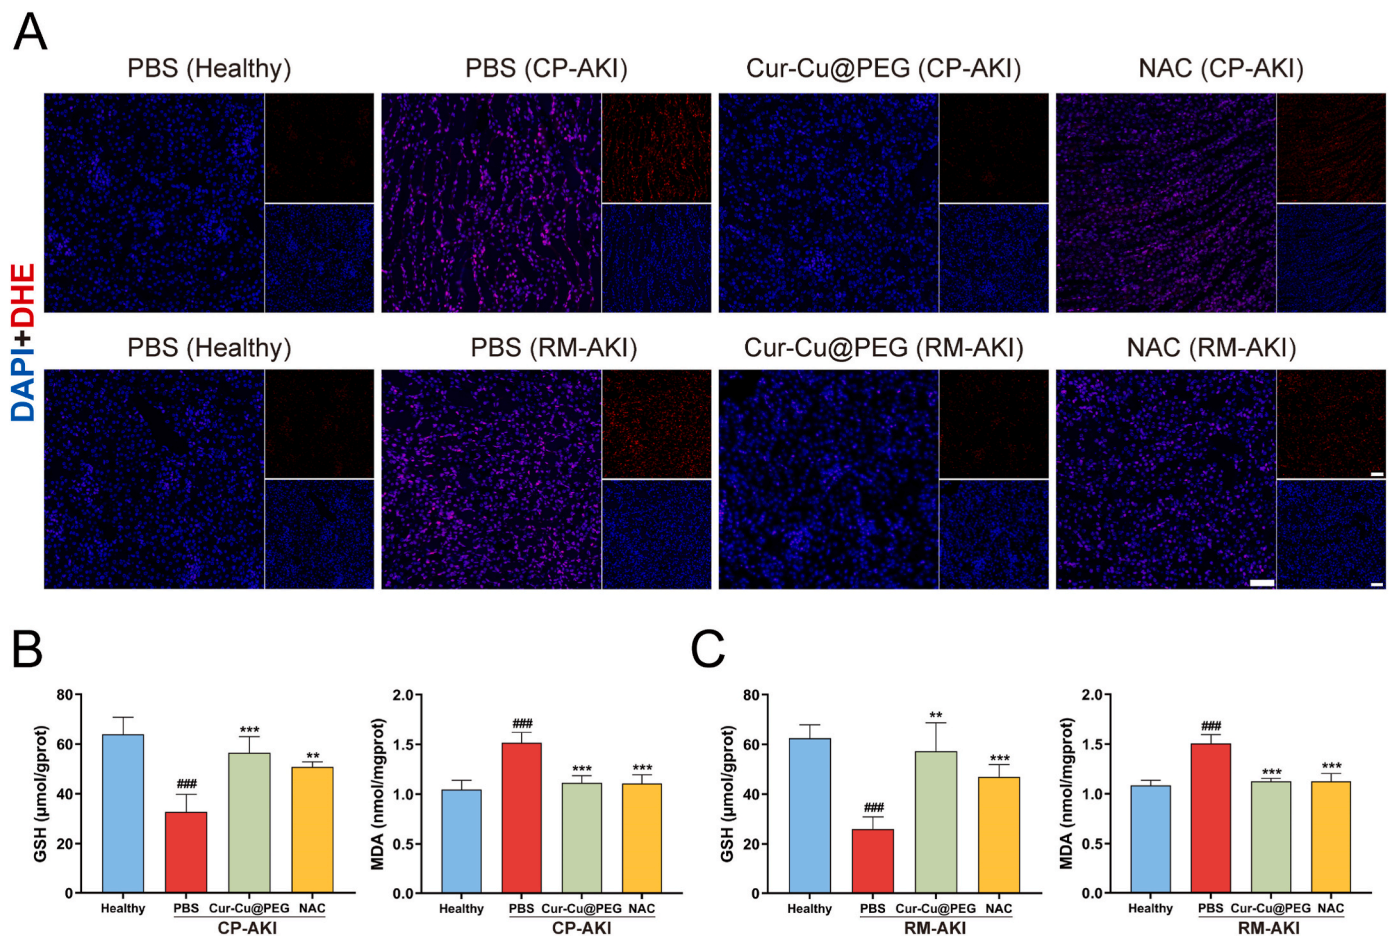 A
PBS (Healthy)
PBS (CP-AKI)
Cur-Cu@PEG (CP-AKI)
NAC (CP-AKI)
DAPI+DHE
PBS (Healthy)
PBS (RM-AKI)
Cur-Cu@PEG (RM-AKI)
NAC (RM-AKI)
B
GSH (μmol/gprot)
80
60
40
20
0
###
***
**
Healthy
PBS
Cur-Cu@PEG
NAC
CP-AKI
MDA (nmol/mgprot)
2.0
1.5
1.0
0.5
0.0
###
***
***
Healthy
PBS
Cur-Cu@PEG
NAC
CP-AKI
C
GSH (μmol/gprot)
80
60
40
20
0
###
**
***
Healthy
PBS
Cur-Cu@PEG
NAC
RM-AKI
MDA (nmol/mgprot)
2.0
1.5
1.0
0.5
0.0
###
***
***
Healthy
PBS
Cur-Cu@PEG
NAC
RM-AKI